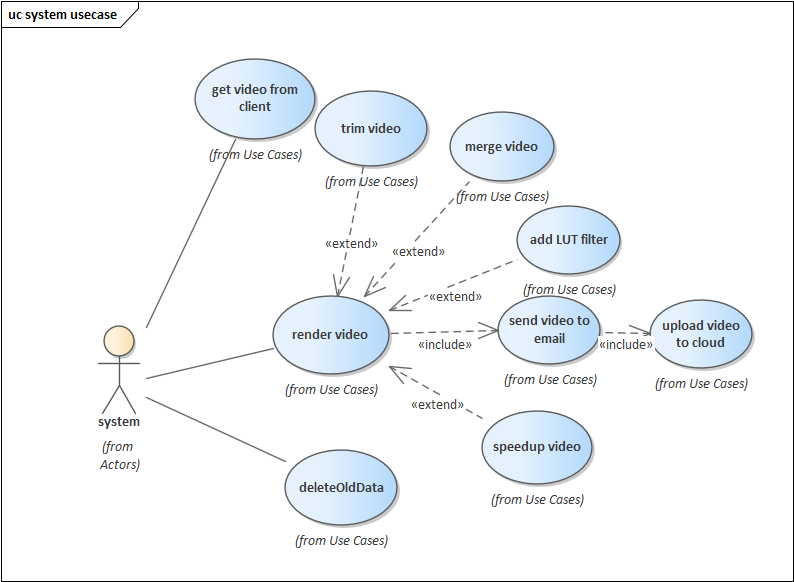 uc system usecase
get video from
client
(from Use Cases)
trim video
(from Use Cases)
merge video
(from Use Cases)
«extend»
«extend»
add LUT filter
(from Use Cases)
«extend»
render video
(from Use Cases)
«include»
send video to
email
(from Use Cases)
«include»
upload video
to cloud
(from Use Cases)
«extend»
speedup video
(from Use Cases)
system
(from
Actors)
deleteOldData
(from Use Cases)